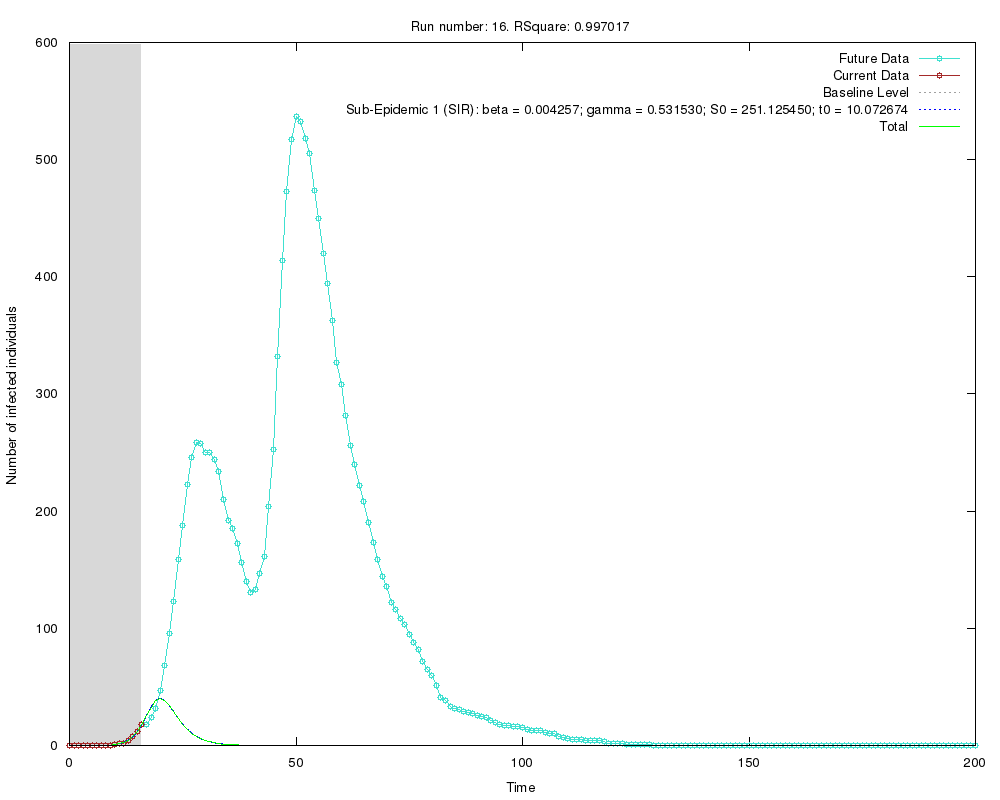 Run number: 16. RSquare: 0.997017
600
500
400
300
200
100
0
0
50
100
150
200
Number of infected individuals
Time
Future Data
Current Data
Baseline Level
Sub-Epidemic 1 (SIR): beta = 0.004257; gamma = 0.531530; S0 = 251.125450; t0 = 10.072674
Total